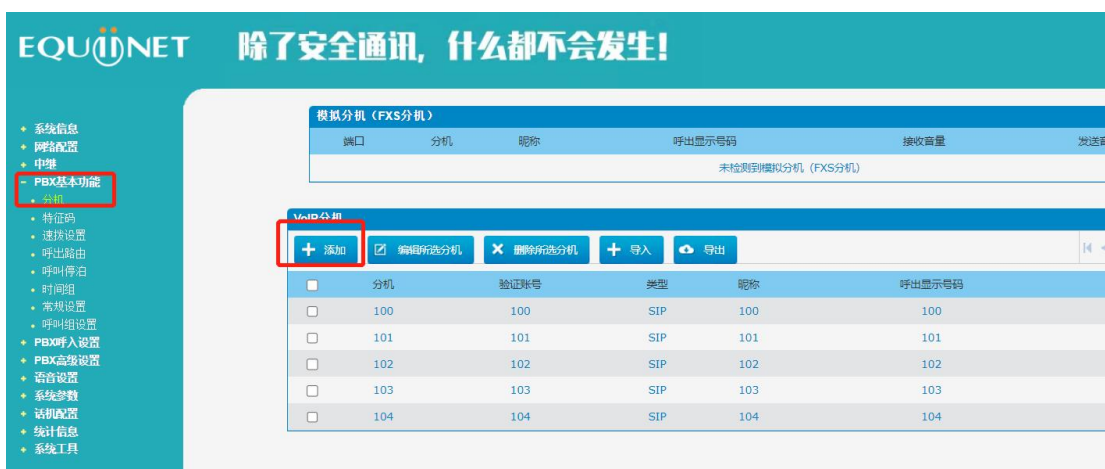 EQUiiNET 除了安全通讯，什么都不会发生！
系统信息
网络配置
中继
PBX基本功能
分机
特征码
速拨设置
呼出路由
呼叫停泊
时间组
常规设置
呼叫组设置
PBX呼入设置
PBX高级设置
语音设置
系统参数
话机配置
统计信息
系统工具
模拟分机（FXS分机）
端口 分机 昵称 呼出显示号码 接收音量 发送音
未检测到模拟分机（FXS分机）
VoIP分机
添加 编辑所选分机 删除所选分机 导入 导出
分机 验证账号 类型 昵称 呼出显示号码
100 100 SIP 100 100
101 101 SIP 101 101
102 102 SIP 102 102
103 103 SIP 103 103
104 104 SIP 104 104